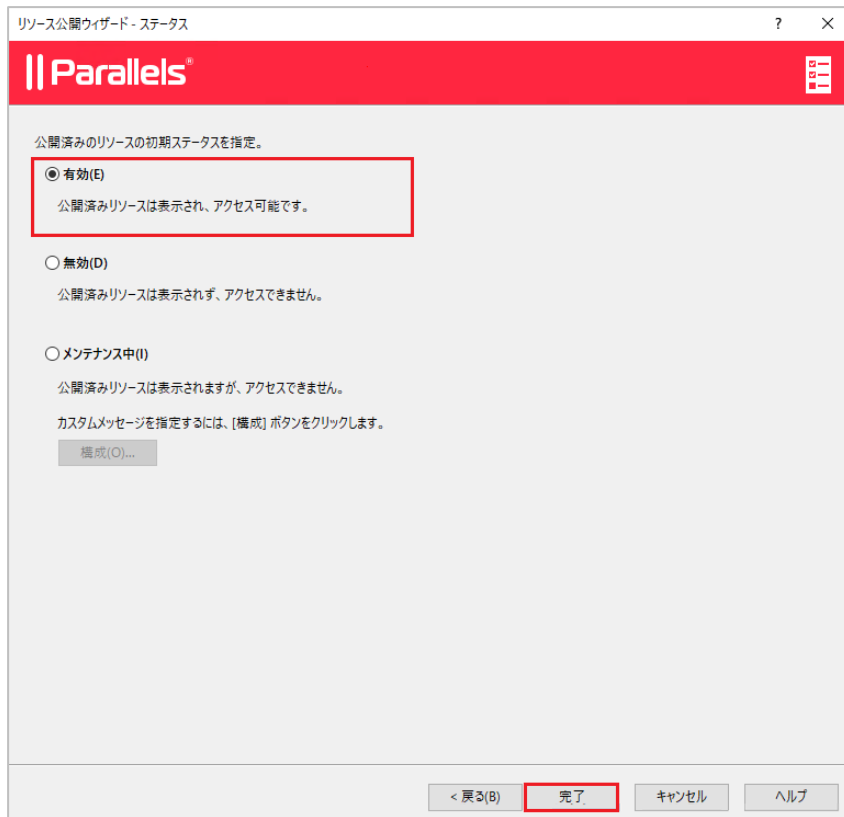 リソース公開ウィザード - ステータス
?
Parallels®
公開済みのリソースの初期ステータスを指定。
有効(E)
公開済みリソースは表示され、アクセス可能です。
無効(D)
公開済みリソースは表示されず、アクセスできません。
メンテナンス中(I)
公開済みリソースは表示されますが、アクセスできません。
カスタムメッセージを指定するには、[構成] ボタンをクリックします。
構成(O)...
< 戻る(B)
完了
キャンセル
ヘルプ